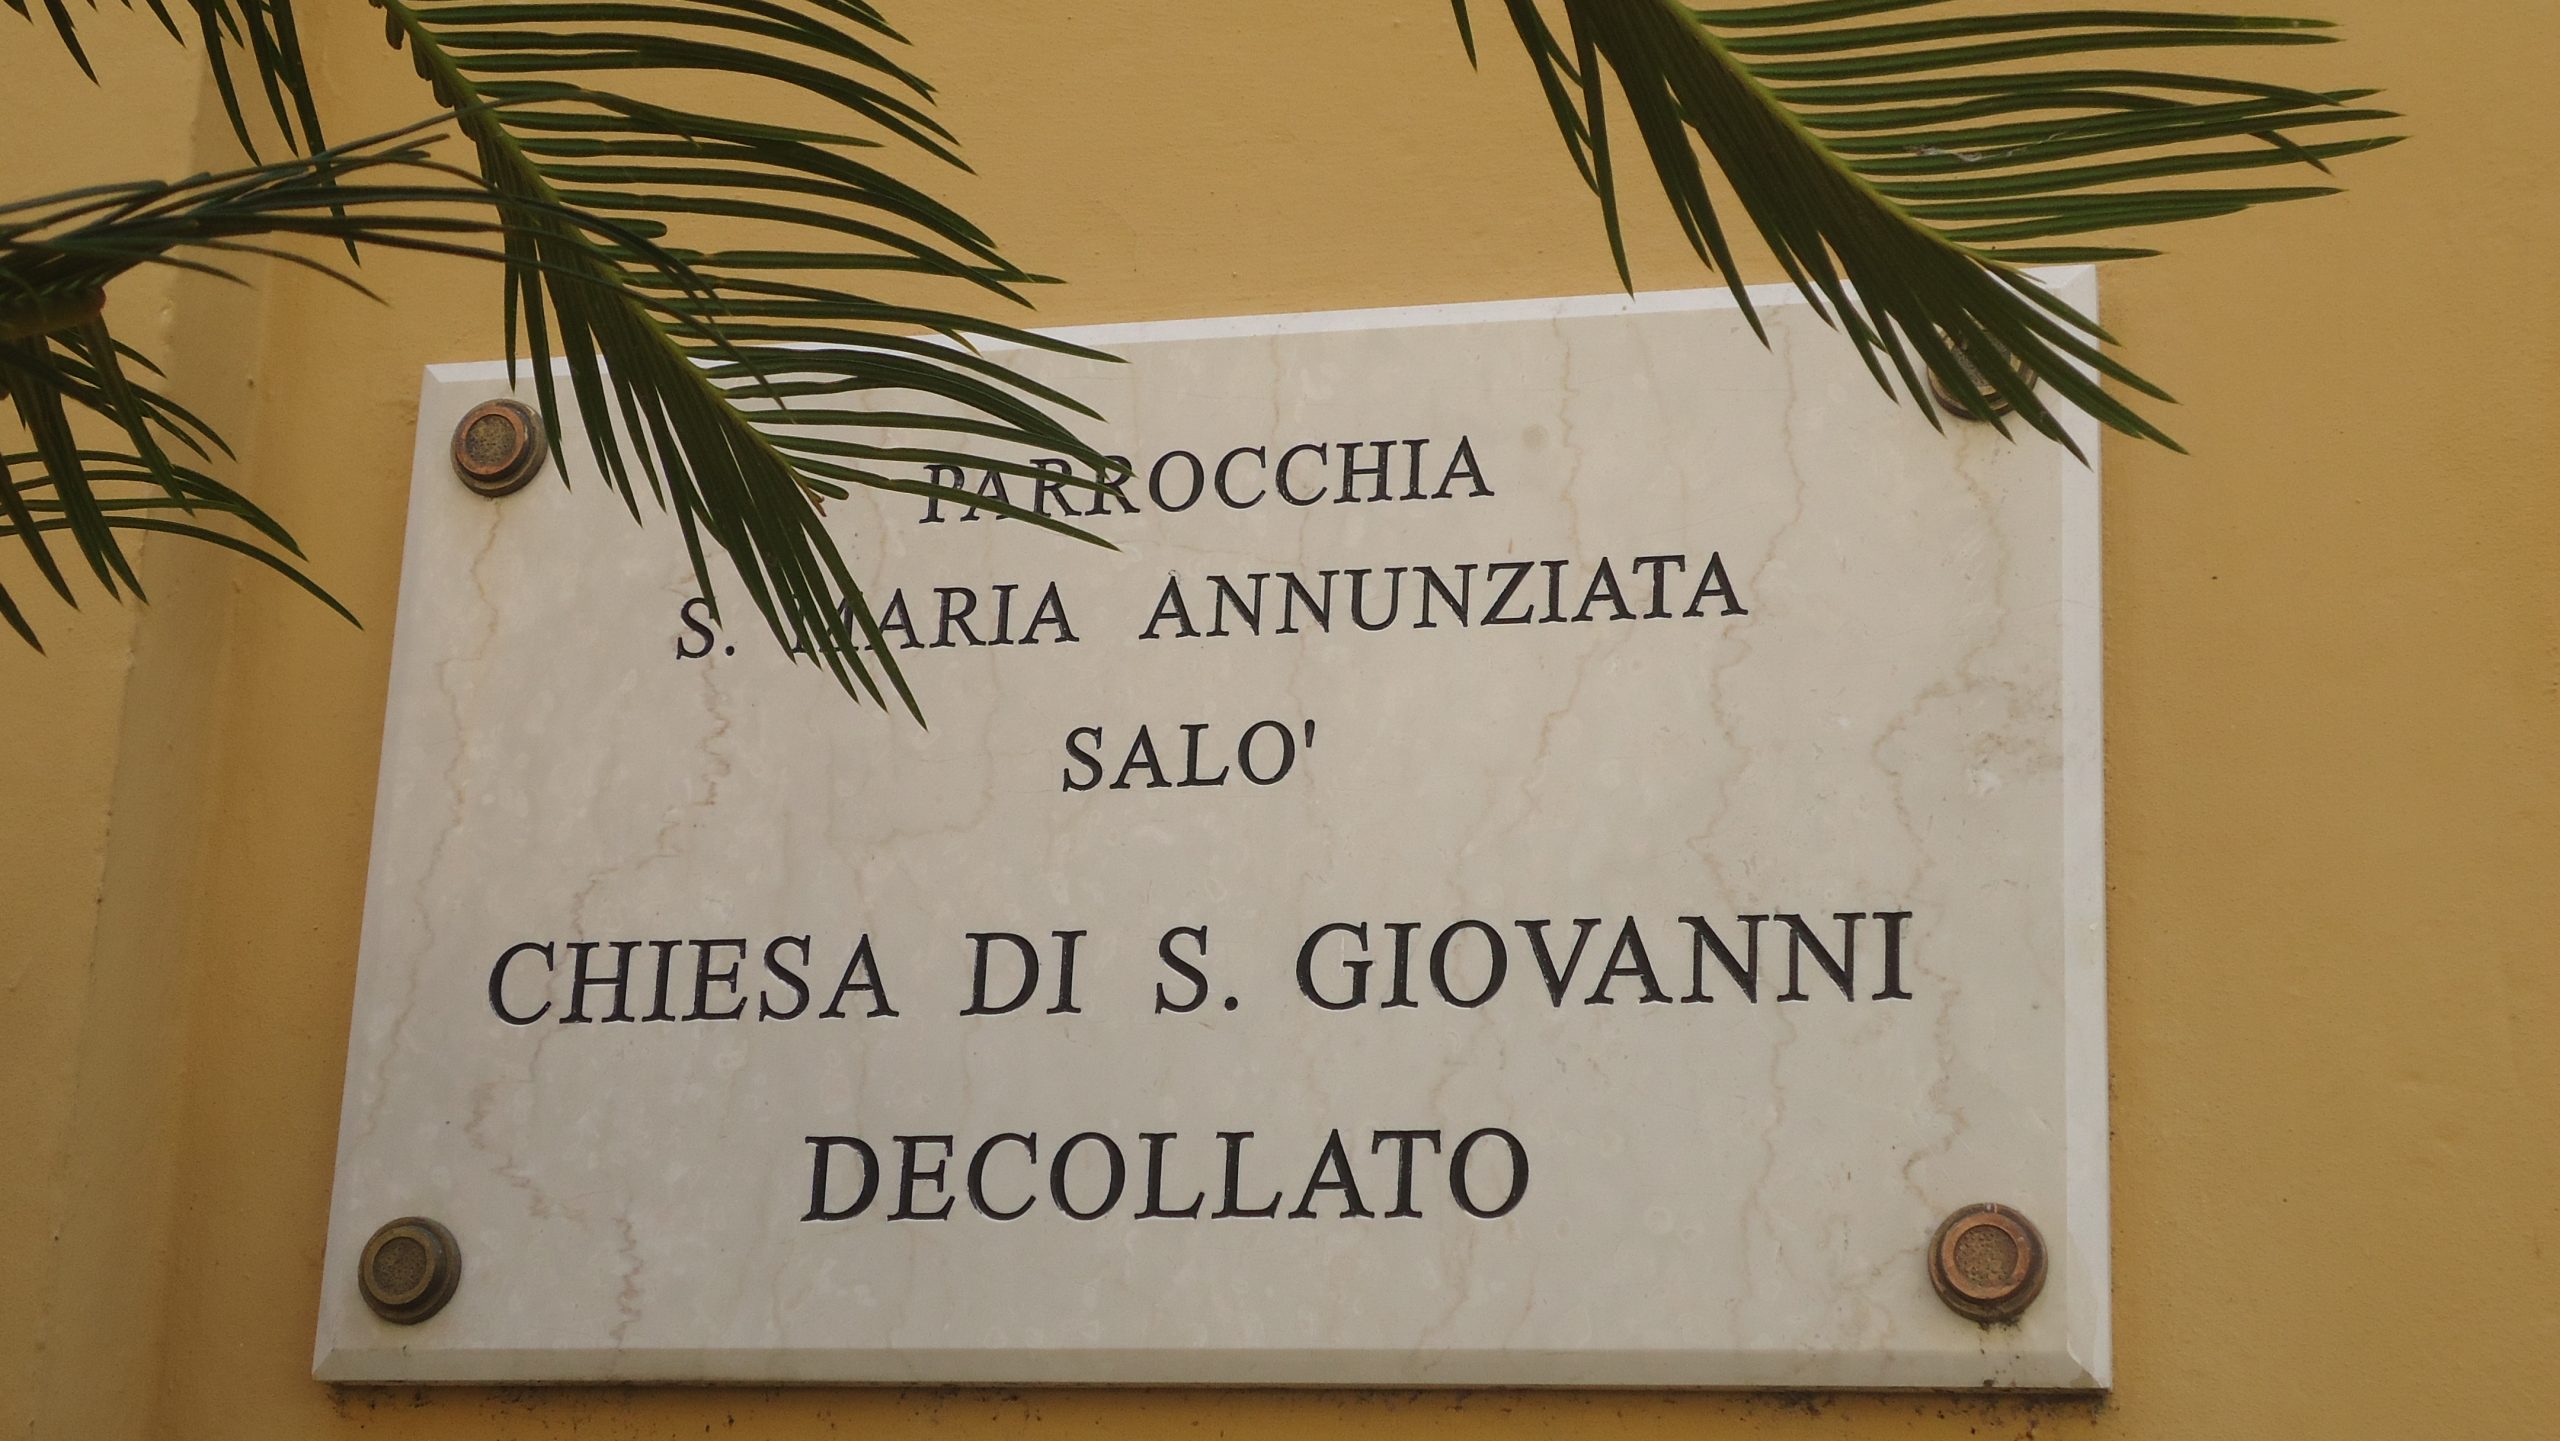 PARROCCHIA
S. MARIA ANNUNZIATA
SALO'
CHIESA DI S. GIOVANNI
DECOLLATO